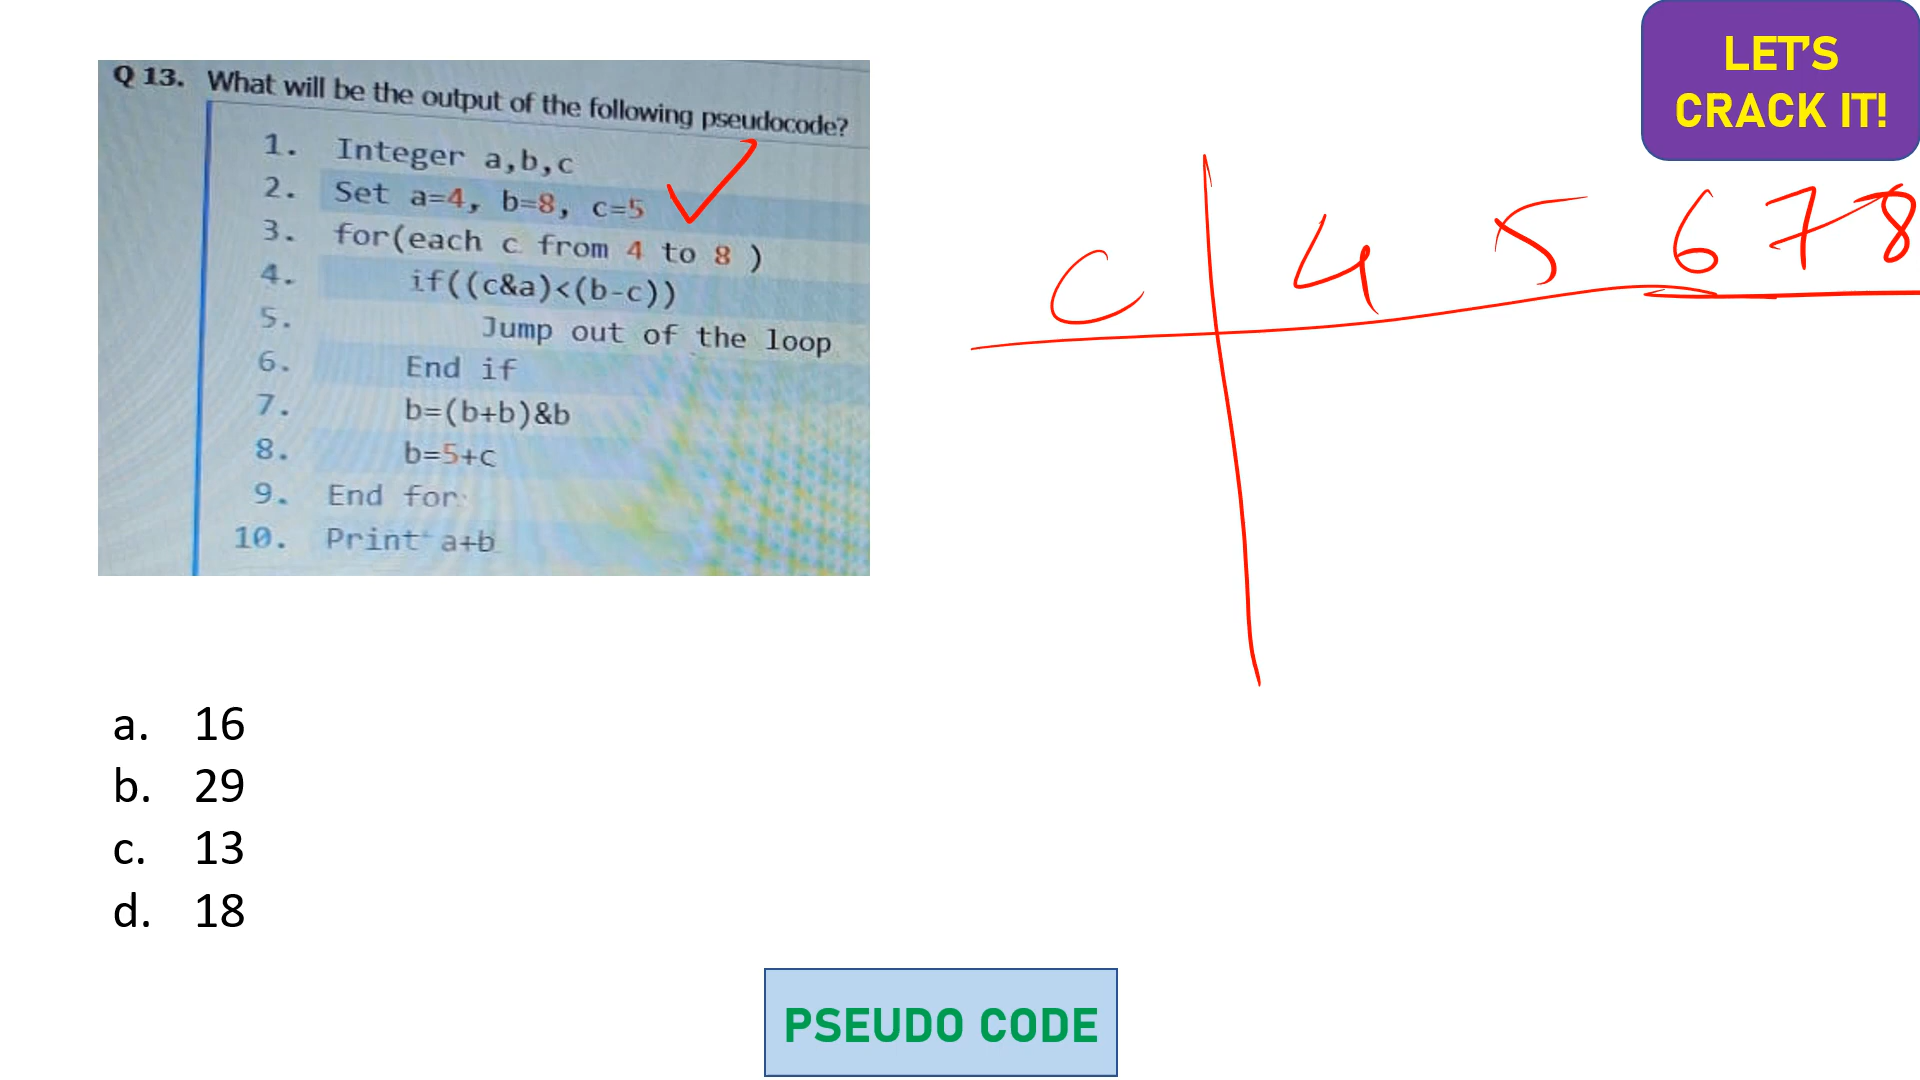 LET'S
CRACK IT!
Q 13. What will be the output of the following pseudocode?
1. Integer a,b,c
2. Set a=4, b=8, c=5
3. for(each c from 4 to 8 )
4. if((c&a)<(b-c))
5. Jump out of the loop
6. End if
7. b=(b+b)&b
8. b=5+c
9. End for
10. Print a+b
c 4 5 6 7 8
a. 16
b. 29
c. 13
d. 18
PSEUDO CODE